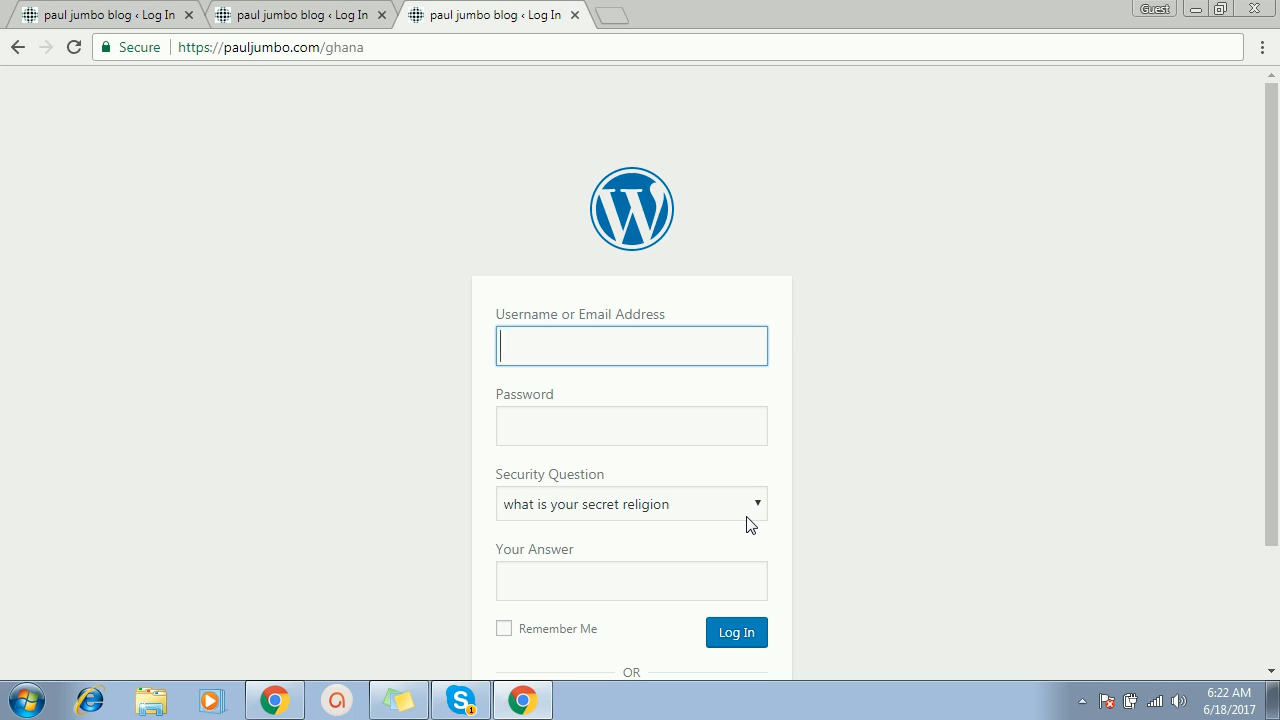 paul jumbo blog ‹ Log In
paul jumbo blog ‹ Log In
paul jumbo blog ‹ Log In
Guest
Secure
https://pauljumbo.com/ghana
W
Username or Email Address
Password
Security Question
what is your secret religion
Your Answer
Remember Me
Log In
OR
a
S
1
6:22 AM
6/18/2017